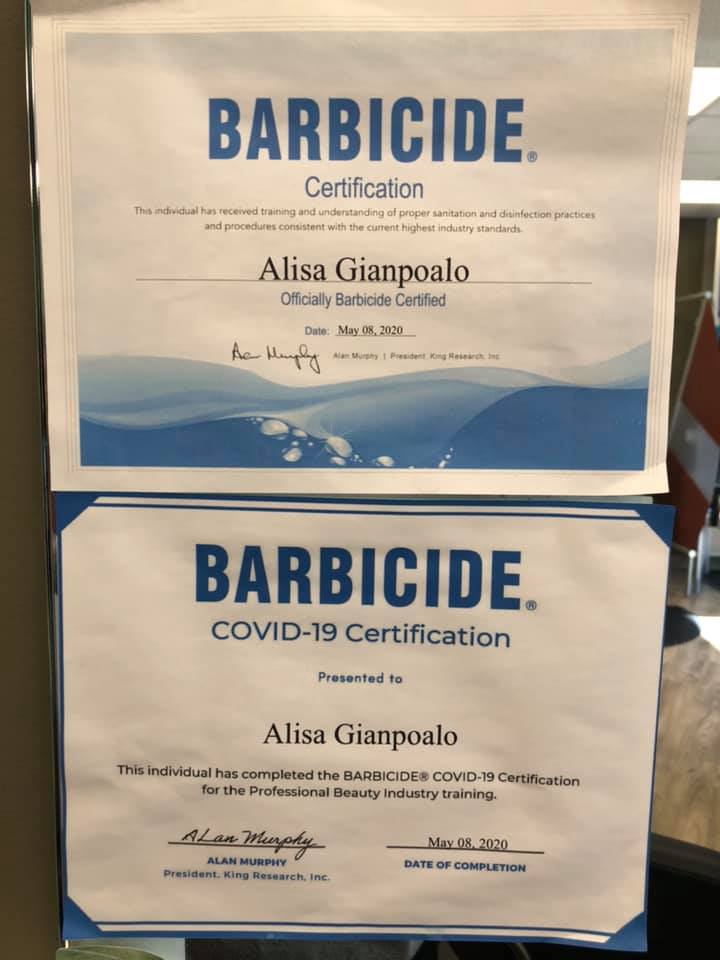 BARBICIDE®
Certification
This individual has received training and understanding of proper sanitation and disinfection practices
and procedures consistent with the current highest industry standards.
Alisa Gianpoalo
Officially Barbicide Certified
Date: May 08, 2020
Alan Murphy | President, King Research, Inc
BARBICIDE®
COVID-19 Certification
Presented to
Alisa Gianpoalo
This individual has completed the BARBICIDE® COVID-19 Certification
for the Professional Beauty Industry training.
ALan Murphy May 08, 2020
ALAN MURPHY DATE OF COMPLETION
President, King Research, Inc.